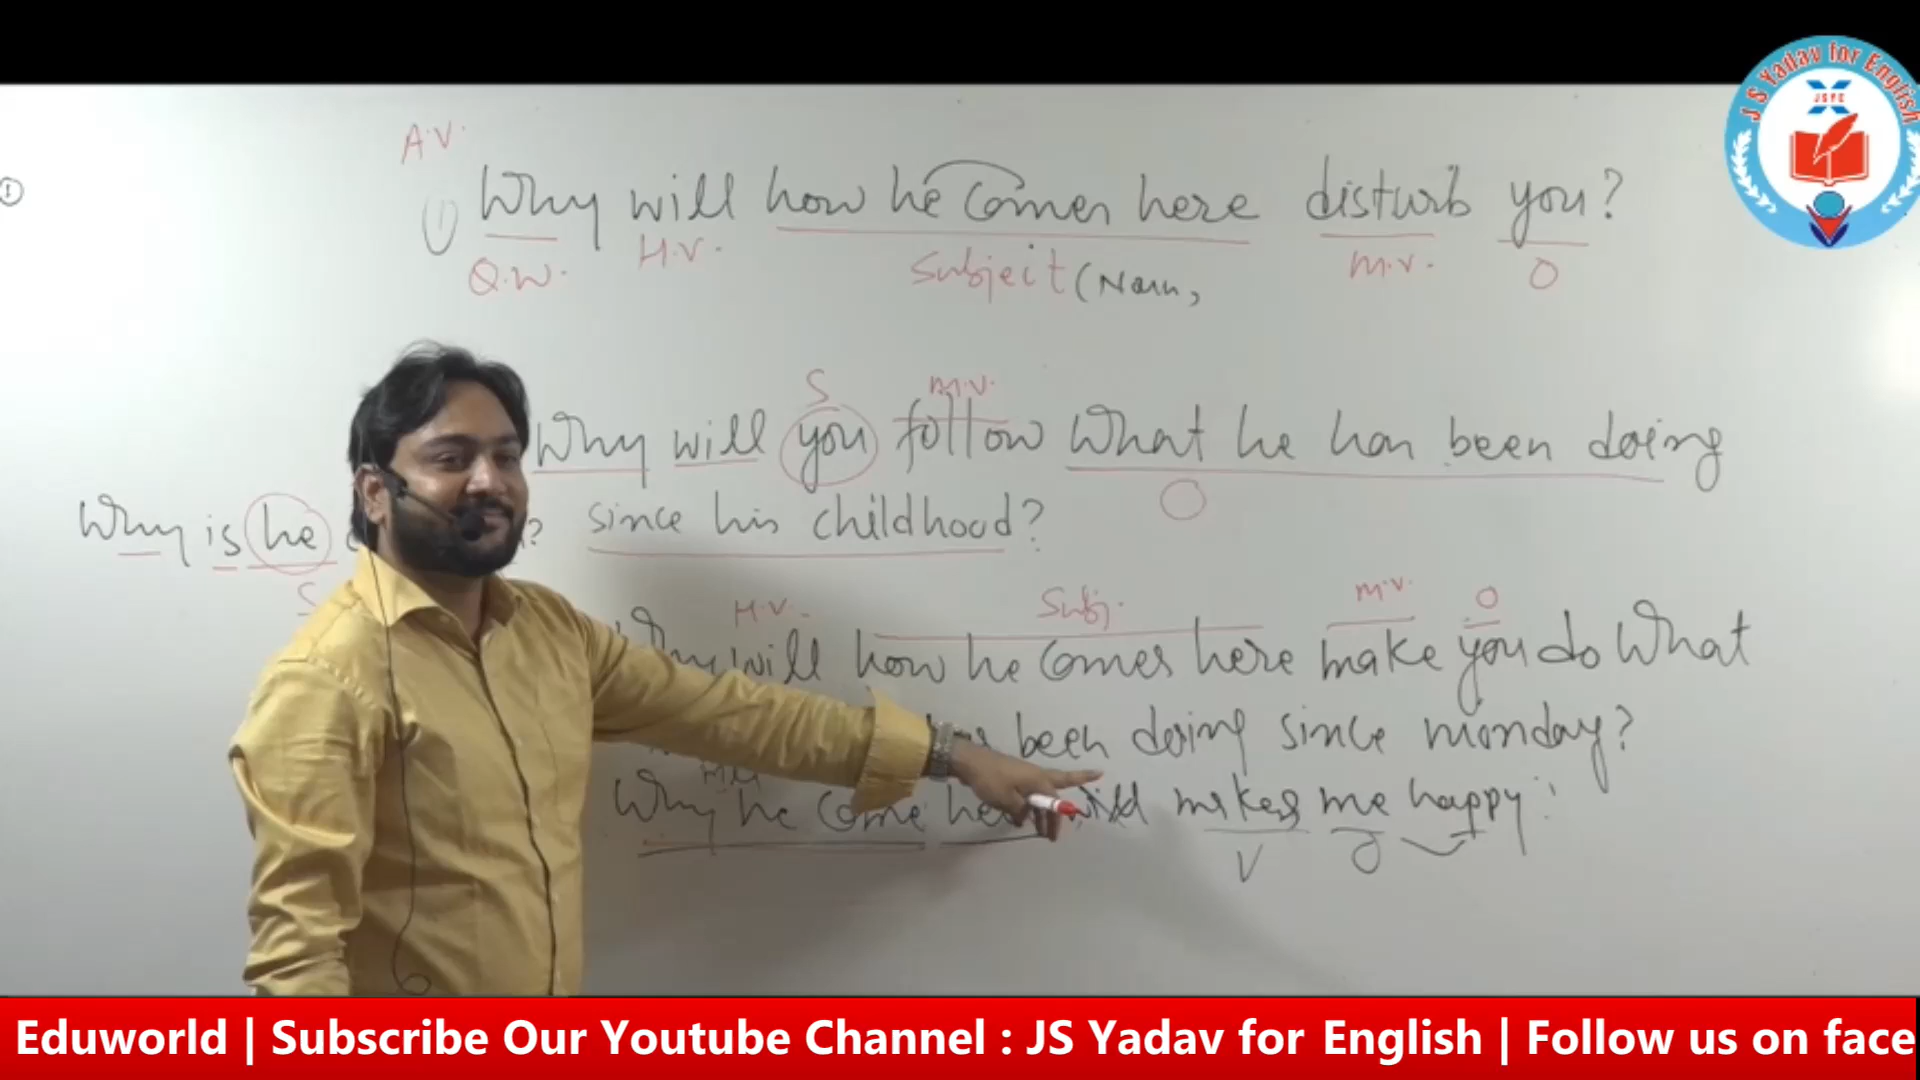 J S Yadav for English
JSYE
A.V.
① Why will how he comes here disturb you?
Q.W. H.V. Subject (Noun, M.V. O
S M.V.
Why will you follow What he has been doing
O
Why is he ? since his childhood?
S
H.V. Subj. M.V. O
Why will how he comes here make you do What
been doing since monday?
Why he come will makes me happy
V O
Eduworld | Subscribe Our Youtube Channel : JS Yadav for English | Follow us on face